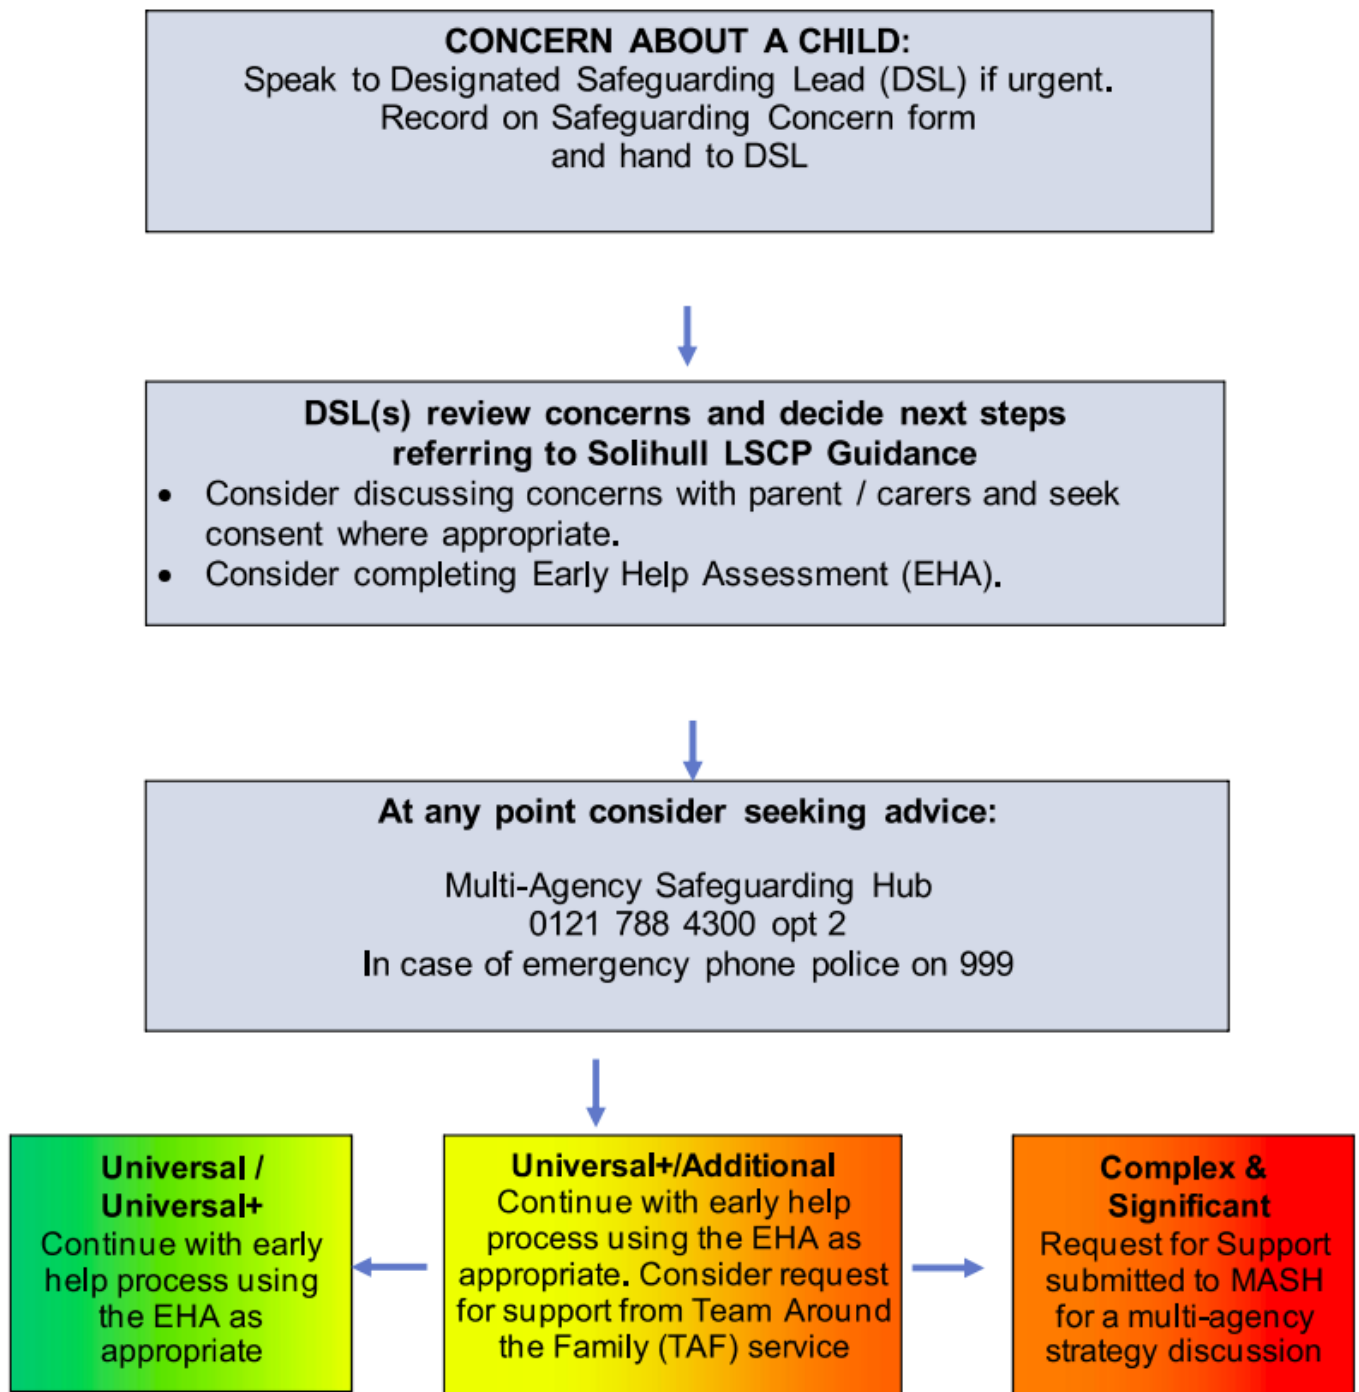 CONCERN ABOUT A CHILD:
Speak to Designated Safeguarding Lead (DSL) if urgent.
Record on Safeguarding Concern form
and hand to DSL
DSL(s) review concerns and decide next steps
referring to Solihull LSCP Guidance
• Consider discussing concerns with parent / carers and seek
consent where appropriate.
• Consider completing Early Help Assessment (EHA).
At any point consider seeking advice:
Multi-Agency Safeguarding Hub
0121 788 4300 opt 2
In case of emergency phone police on 999
Universal /
Universal+
Continue with early
help process using
the EHA as
appropriate
Universal+/Additional
Continue with early help
process using the EHA as
appropriate. Consider request
for support from Team Around
the Family (TAF) service
Complex &
Significant
Request for Support
submitted to MASH
for a multi-agency
strategy discussion